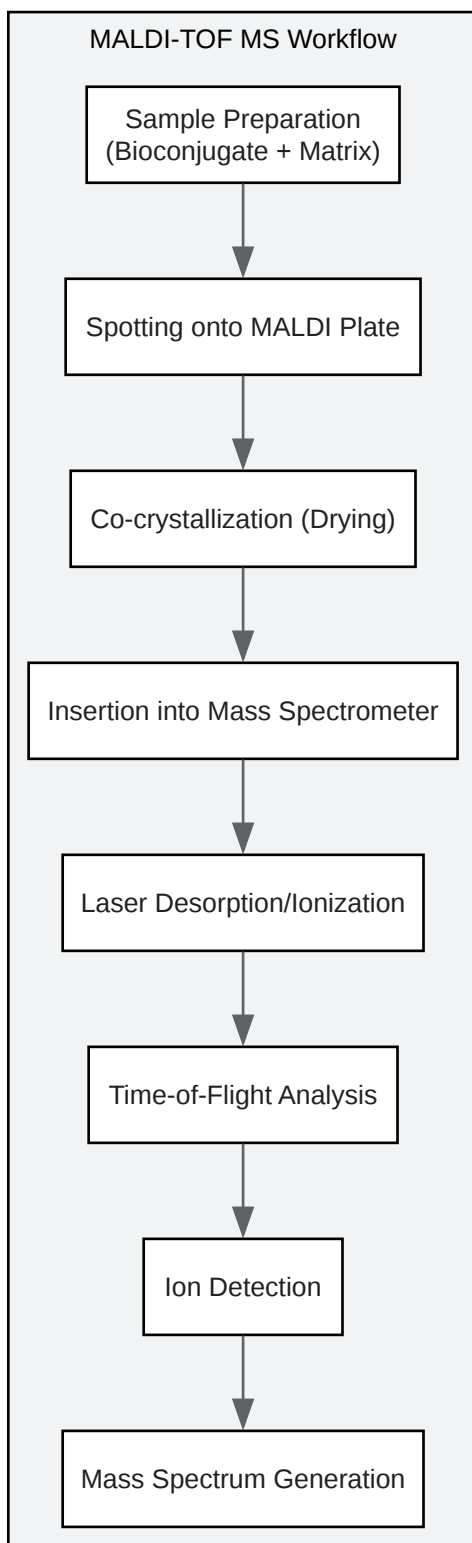 MALDI-TOF MS Workflow
Sample Preparation
(Bioconjugate + Matrix)
Spotting onto MALDI Plate
Co-crystallization (Drying)
Insertion into Mass Spectrometer
Laser Desorption/Ionization
Time-of-Flight Analysis
Ion Detection
Mass Spectrum Generation